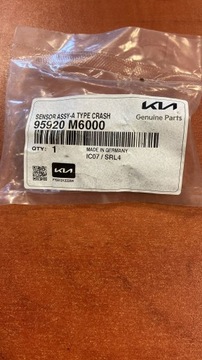 KIA
Genuine Parts
SENSOR ASSY-A TYPE CRASH
95920 M6000
QTY: 1 MADE IN GERMANY
IC07 / SRL4
KIA